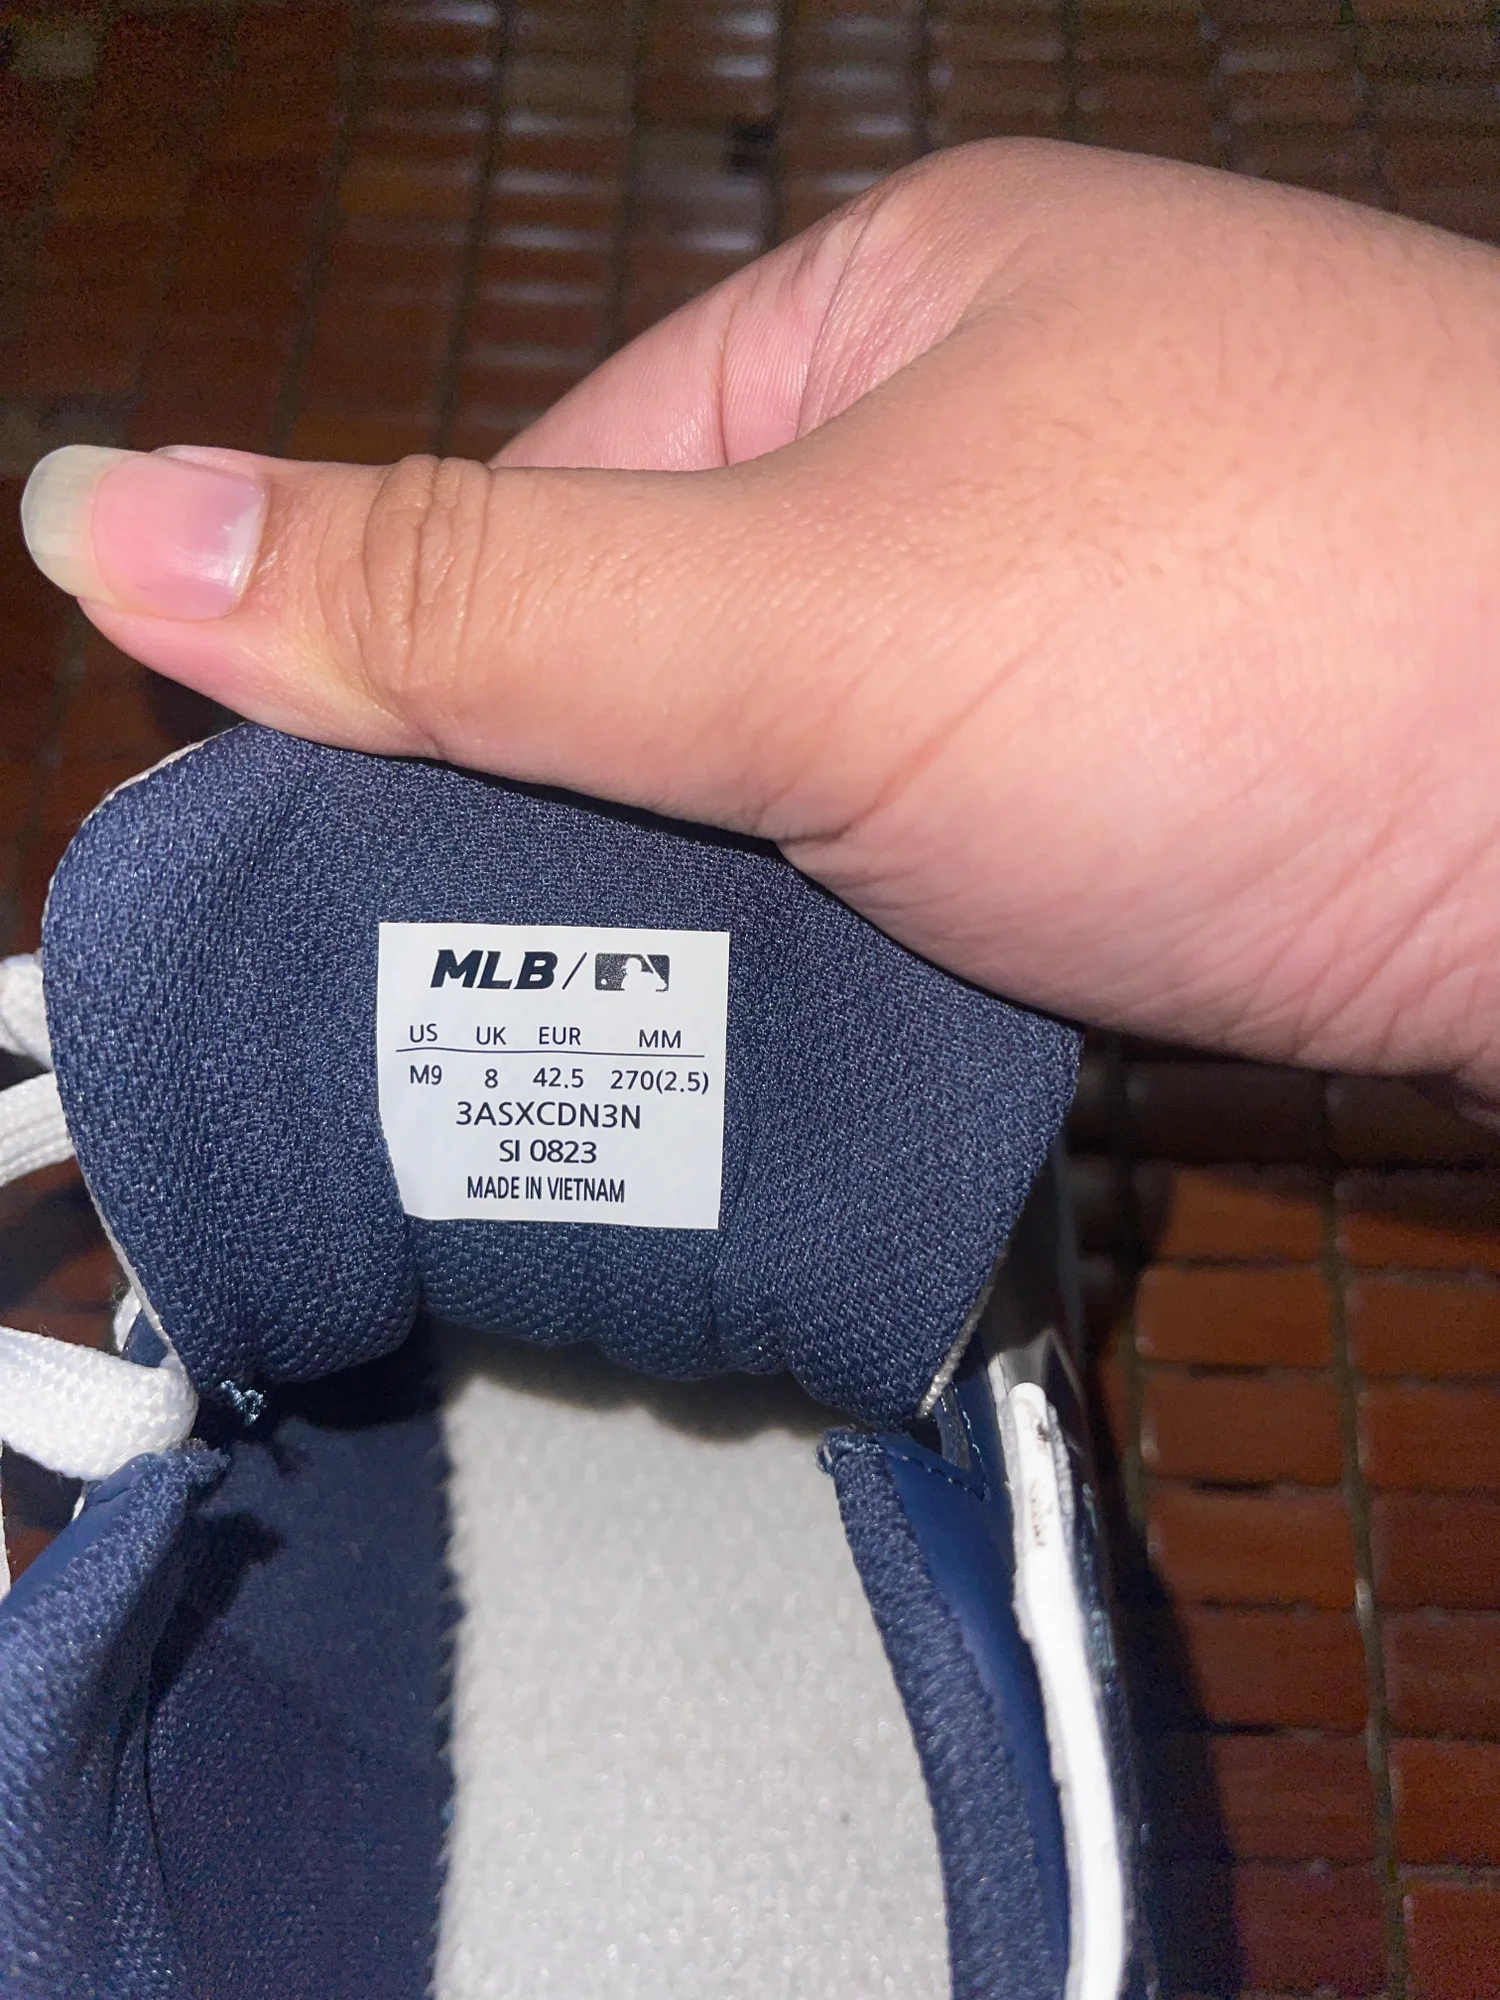 MLB /
US UK EUR MM
M9 8 42.5 270(2.5)
3ASXCDN3N
SI 0823
MADE IN VIETNAM